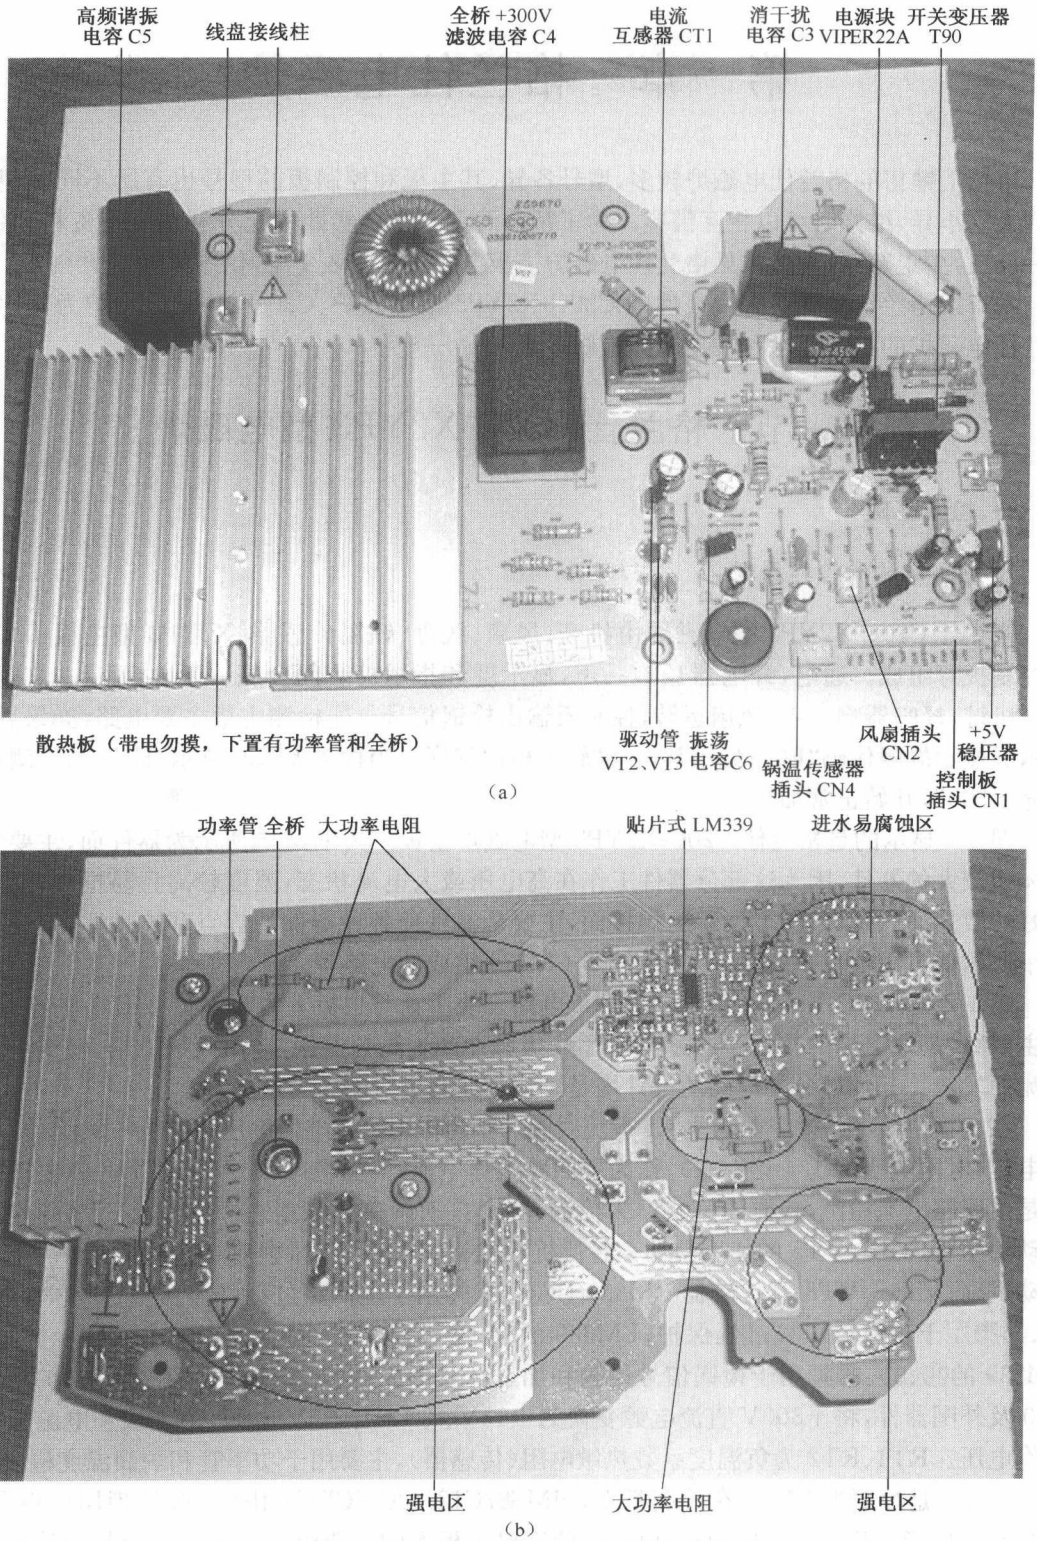 高频谐振
电容 C5
线盘接线柱
全桥 +300V
滤波电容 C4
电流
互感器 CT1
消干扰
电容 C3
电源块
VIPER22A
开关变压器
T90
散热板（带电勿摸，下置有功率管和全桥）
驱动管
VT2、VT3
振荡
电容C6
锅温传感器
插头 CN4
风扇插头
CN2
+5V
稳压器
控制板
插头 CN1
（a）
功率管
全桥
大功率电阻
贴片式 LM339
进水易腐蚀区
强电区
大功率电阻
强电区
（b）